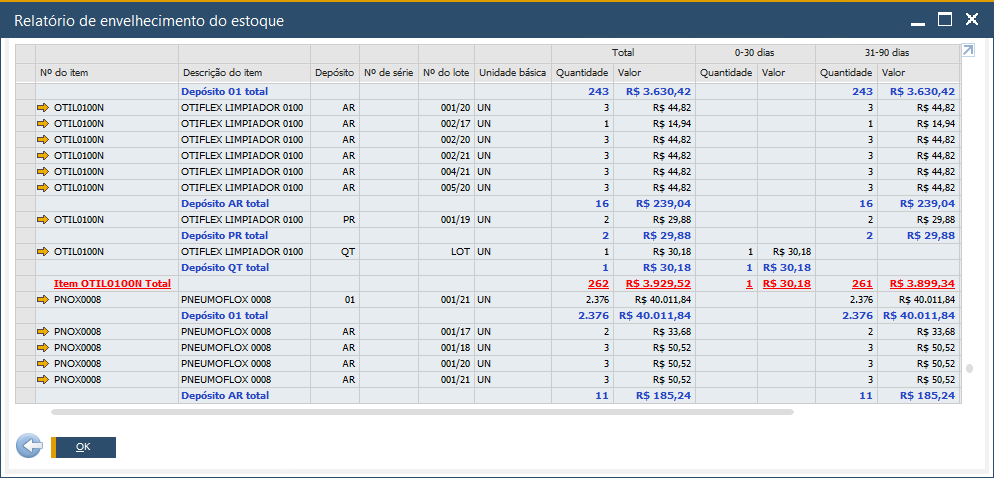 Relatório de envelhecimento do estoque
Total 0-30 dias 31-90 dias
Nº do item Descrição do item Depósito Nº de série Nº do lote Unidade básica Quantidade Valor Quantidade Valor Quantidade Valor
Depósito 01 total 243 R$ 3.630,42 243 R$ 3.630,42
OTIL0100N OTIFLEX LIMPIADOR 0100 AR 001/20 UN 3 R$ 44,82 3 R$ 44,82
OTIL0100N OTIFLEX LIMPIADOR 0100 AR 002/17 UN 1 R$ 14,94 1 R$ 14,94
OTIL0100N OTIFLEX LIMPIADOR 0100 AR 002/20 UN 3 R$ 44,82 3 R$ 44,82
OTIL0100N OTIFLEX LIMPIADOR 0100 AR 002/21 UN 3 R$ 44,82 3 R$ 44,82
OTIL0100N OTIFLEX LIMPIADOR 0100 AR 004/21 UN 3 R$ 44,82 3 R$ 44,82
OTIL0100N OTIFLEX LIMPIADOR 0100 AR 005/20 UN 3 R$ 44,82 3 R$ 44,82
Depósito AR total 16 R$ 239,04 16 R$ 239,04
OTIL0100N OTIFLEX LIMPIADOR 0100 PR 001/19 UN 2 R$ 29,88 2 R$ 29,88
Depósito PR total 2 R$ 29,88 2 R$ 29,88
OTIL0100N OTIFLEX LIMPIADOR 0100 QT LOT UN 1 R$ 30,18 1 R$ 30,18
Depósito QT total 1 R$ 30,18 1 R$ 30,18
Item OTIL0100N Total 262 R$ 3.929,52 1 R$ 30,18 261 R$ 3.899,34
PNOX0008 PNEUMOFLOX 0008 01 001/21 UN 2.376 R$ 40.011,84 2.376 R$ 40.011,84
Depósito 01 total 2.376 R$ 40.011,84 2.376 R$ 40.011,84
PNOX0008 PNEUMOFLOX 0008 AR 001/17 UN 2 R$ 33,68 2 R$ 33,68
PNOX0008 PNEUMOFLOX 0008 AR 001/18 UN 3 R$ 50,52 3 R$ 50,52
PNOX0008 PNEUMOFLOX 0008 AR 001/20 UN 3 R$ 50,52 3 R$ 50,52
PNOX0008 PNEUMOFLOX 0008 AR 001/21 UN 3 R$ 50,52 3 R$ 50,52
Depósito AR total 11 R$ 185,24 11 R$ 185,24
OK